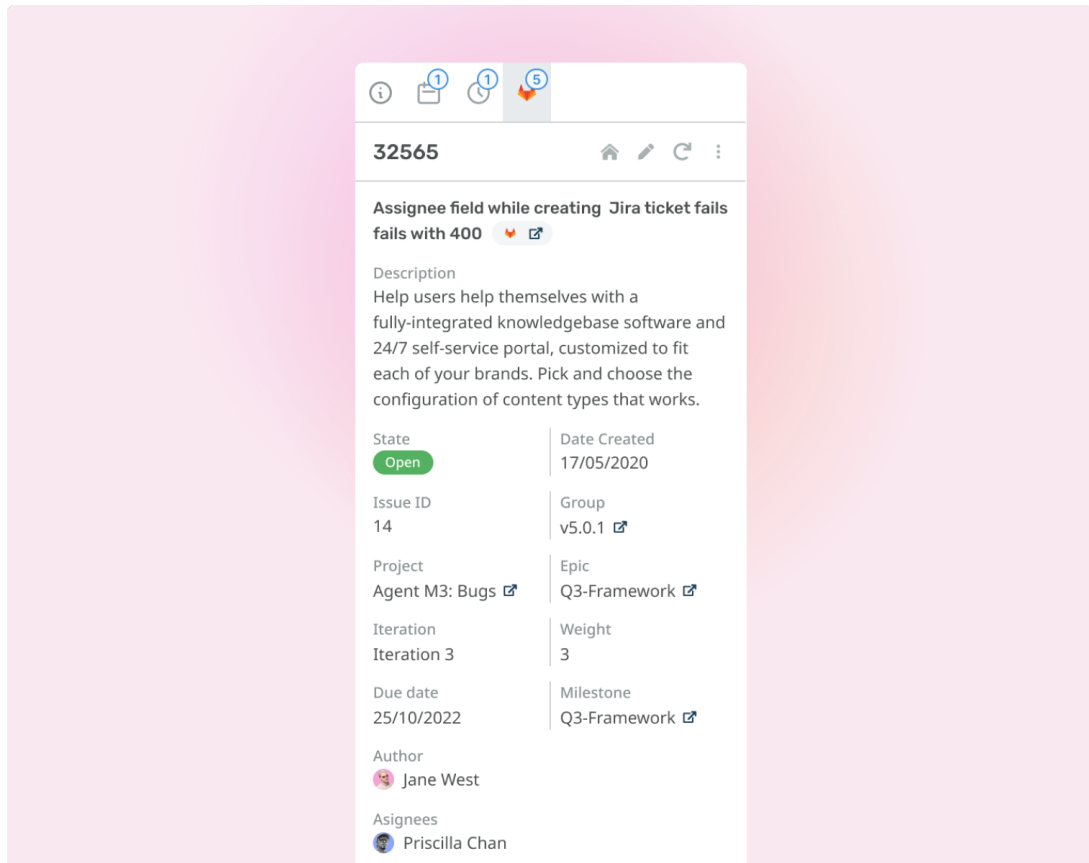 1
1
5
32565
Assignee field while creating  Jira ticket fails
fails with 400
Description
Help users help themselves with a
fully-integrated knowledgebase software and
24/7 self-service portal, customized to fit
each of your brands. Pick and choose the
configuration of content types that works.
State
Open
Date Created
17/05/2020
Issue ID
14
Group
v5.0.1
Project
Agent M3: Bugs
Epic
Q3-Framework
Iteration
Iteration 3
Weight
3
Due date
25/10/2022
Milestone
Q3-Framework
Author
Jane West
Asignees
Priscilla Chan